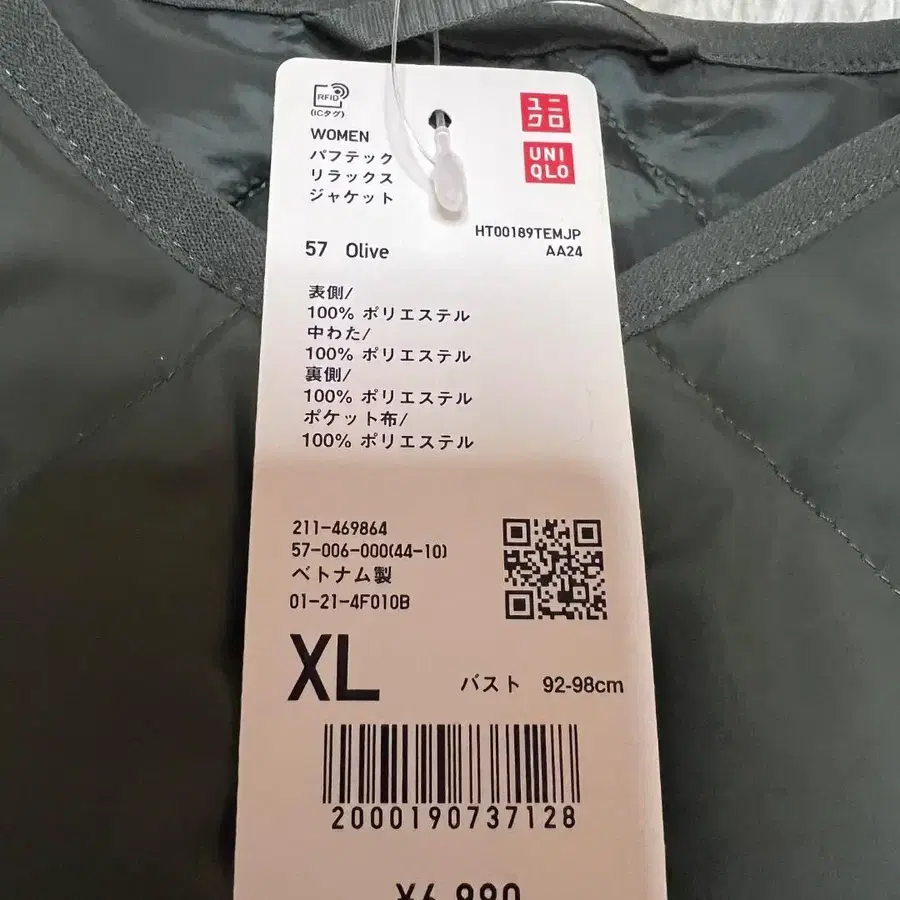 RFID
(ICタグ)
WOMEN
パフテック
リラックス
ジャケット
ユニ
クロ
UNI
QLO
HT00189TEMJP
AA24
57 Olive
表側/
100% ポリエステル
中わた/
100% ポリエステル
裏側/
100% ポリエステル
ポケット布/
100% ポリエステル
211-469864
57-006-000(44-10)
ベトナム製
01-21-4F010B
XL
バスト 92-98cm
2000190737128